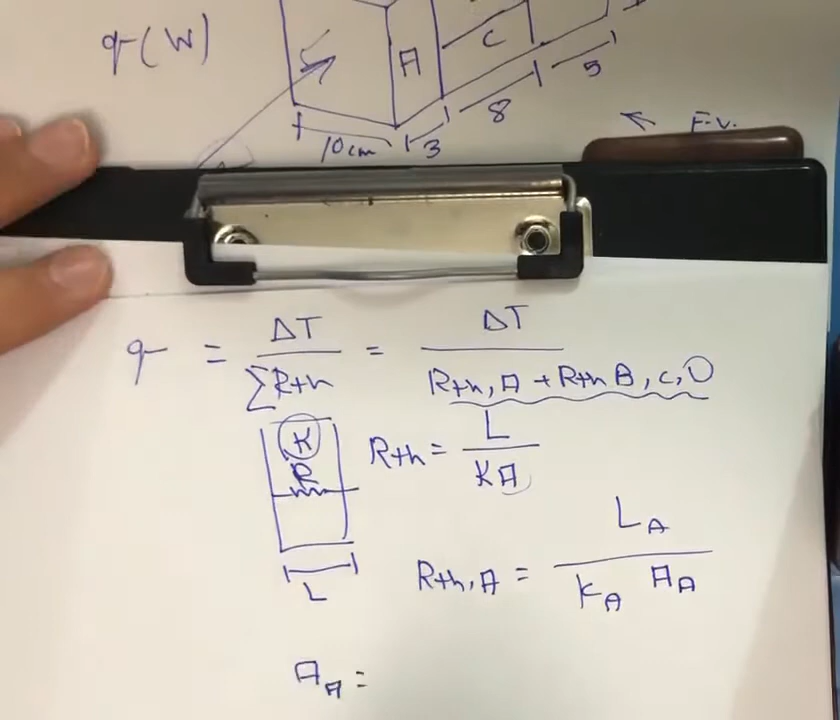 q(W)
A
C
10cm
3
8
5
F.V.
q = ΔT / ΣRth = ΔT / Rth,A + Rth B,C,D
K
R
L
Rth = L / KA
Rth,A = LA / KA AA
AA =